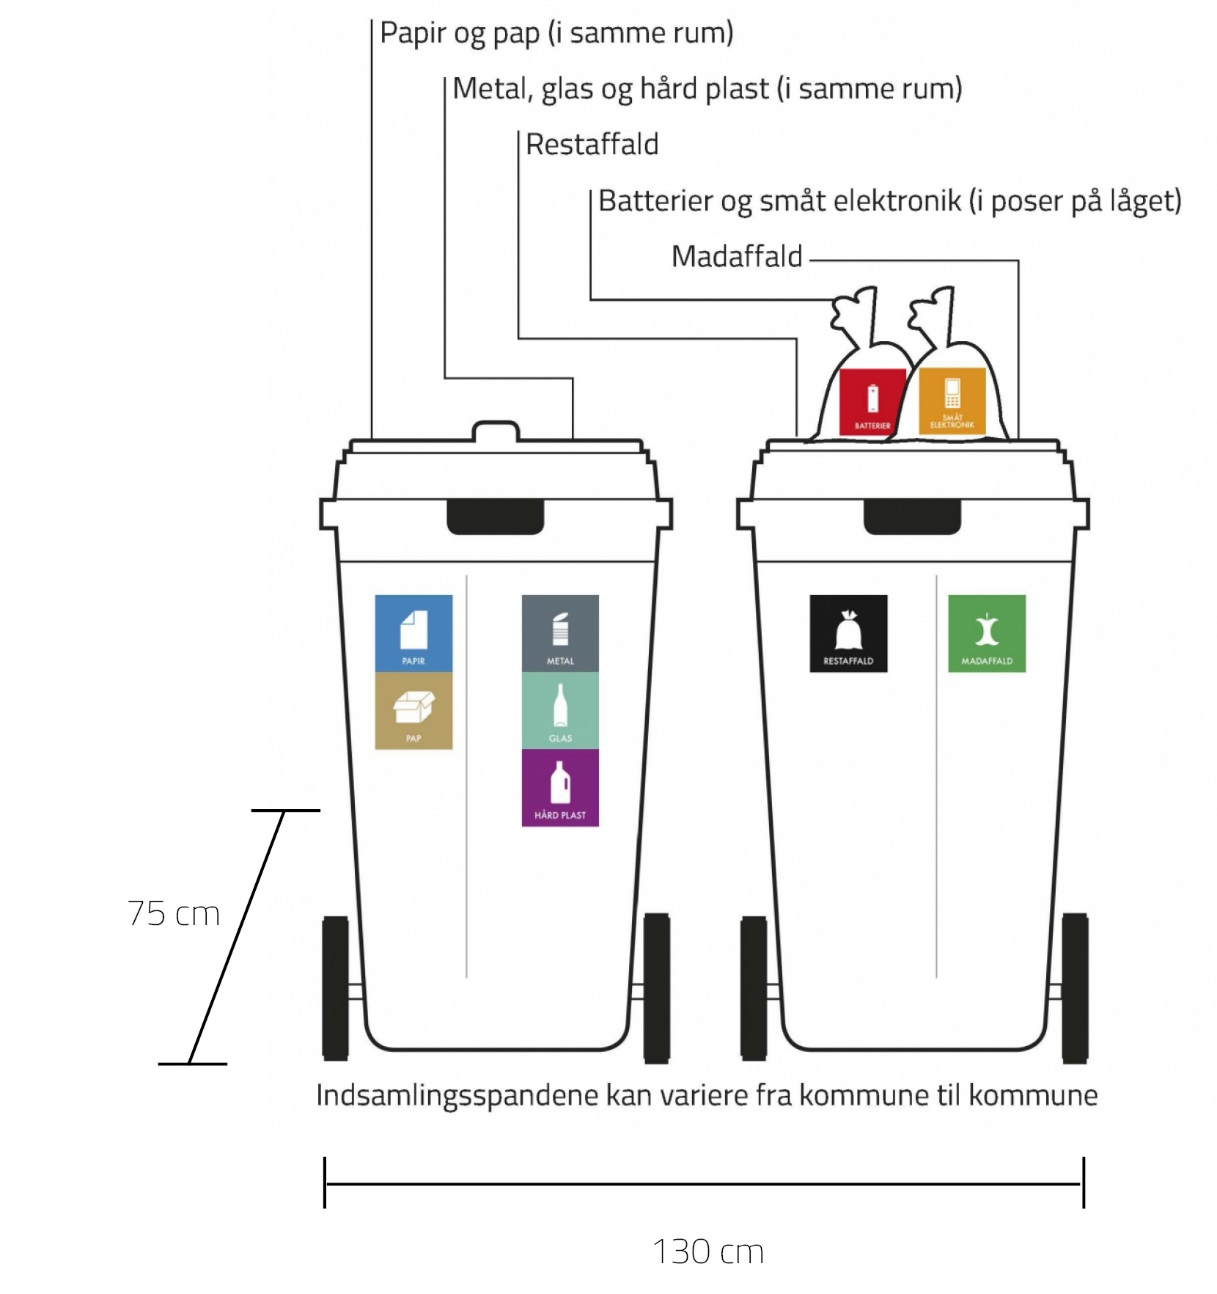 Papir og pap (i samme rum)
Metal, glas og hård plast (i samme rum)
Restaffald
Batterier og småt elektronik (i poser på låget)
Madaffald
BATTERIER
SMÅT
ELEKTRONIK
PAPIR
PAP
METAL
GLAS
HÅRD PLAST
RESTAFFALD
MADAFFALD
75 cm
Indsamlingsspandene kan variere fra kommune til kommune
130 cm